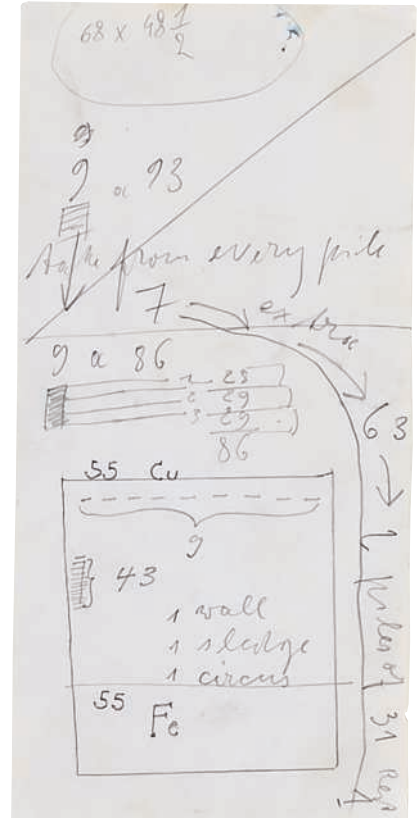 68 x 48 1/2
9 a 93
take from every pile
7
extra
9 a 86
1 28
2 29
3 29
86
63
55 Cu
9
43
1 wall
1 sledge
1 circus
55 Fe
2 piles of 31